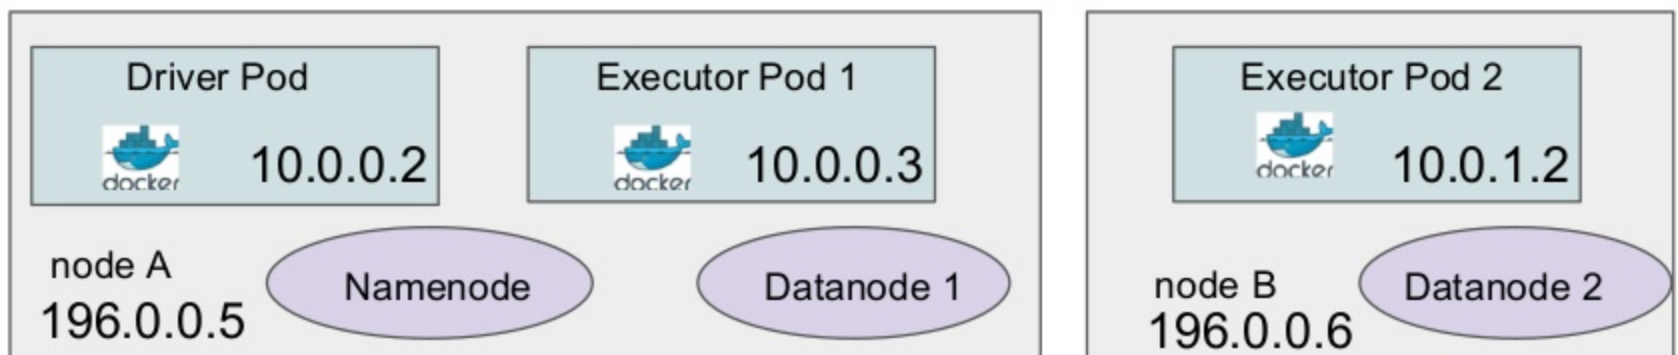 Driver Pod
docker
10.0.0.2
Executor Pod 1
docker
10.0.0.3
node A
196.0.0.5
Namenode
Datanode 1
Executor Pod 2
docker
10.0.1.2
node B
196.0.0.6
Datanode 2